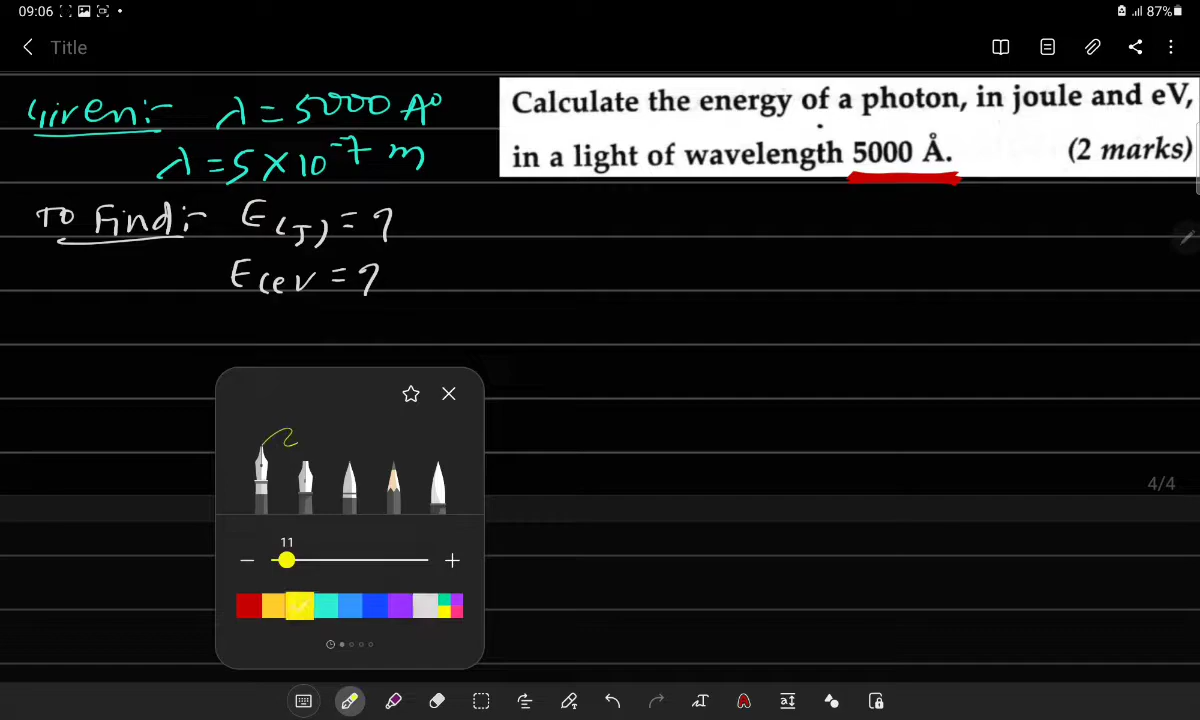 09:06
87%
Title
Given:-  λ = 5000 A°
λ = 5 × 10⁻⁷ m
To Find:-  E(J) = ?
E(eV = ?
Calculate the energy of a photon, in joule and eV,
in a light of wavelength 5000 Å. (2 marks)
4/4
11